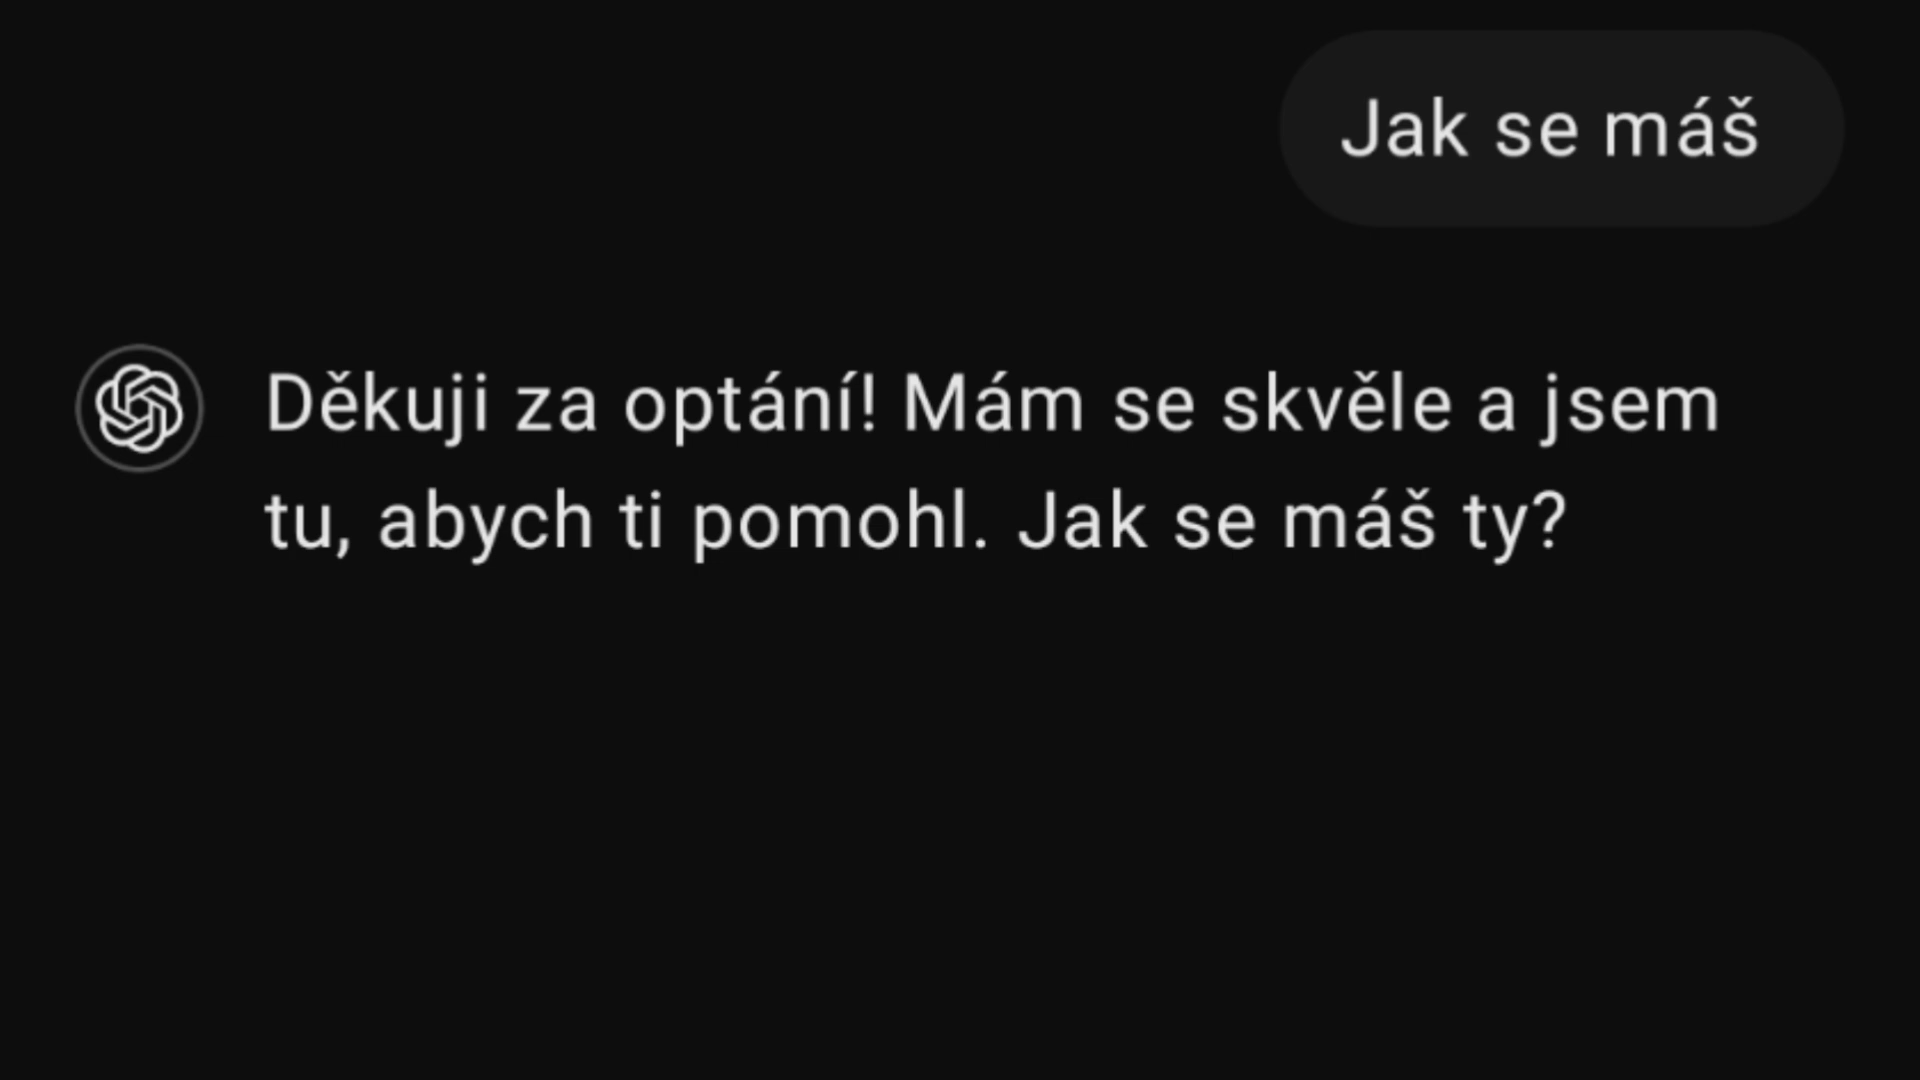 Jak se máš
Děkuji za optání! Mám se skvěle a jsem
tu, abych ti pomohl. Jak se máš ty?